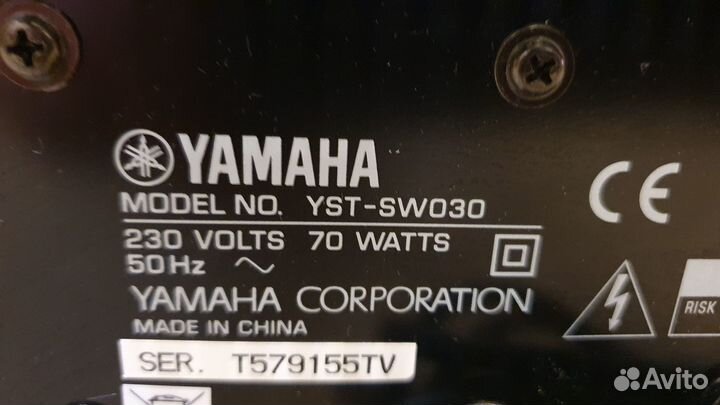 YAMAHA
MODEL NO. YST-SW030
230 VOLTS 70 WATTS
50Hz
CE
YAMAHA CORPORATION
MADE IN CHINA
RISK
SER. T579155TV
Avito